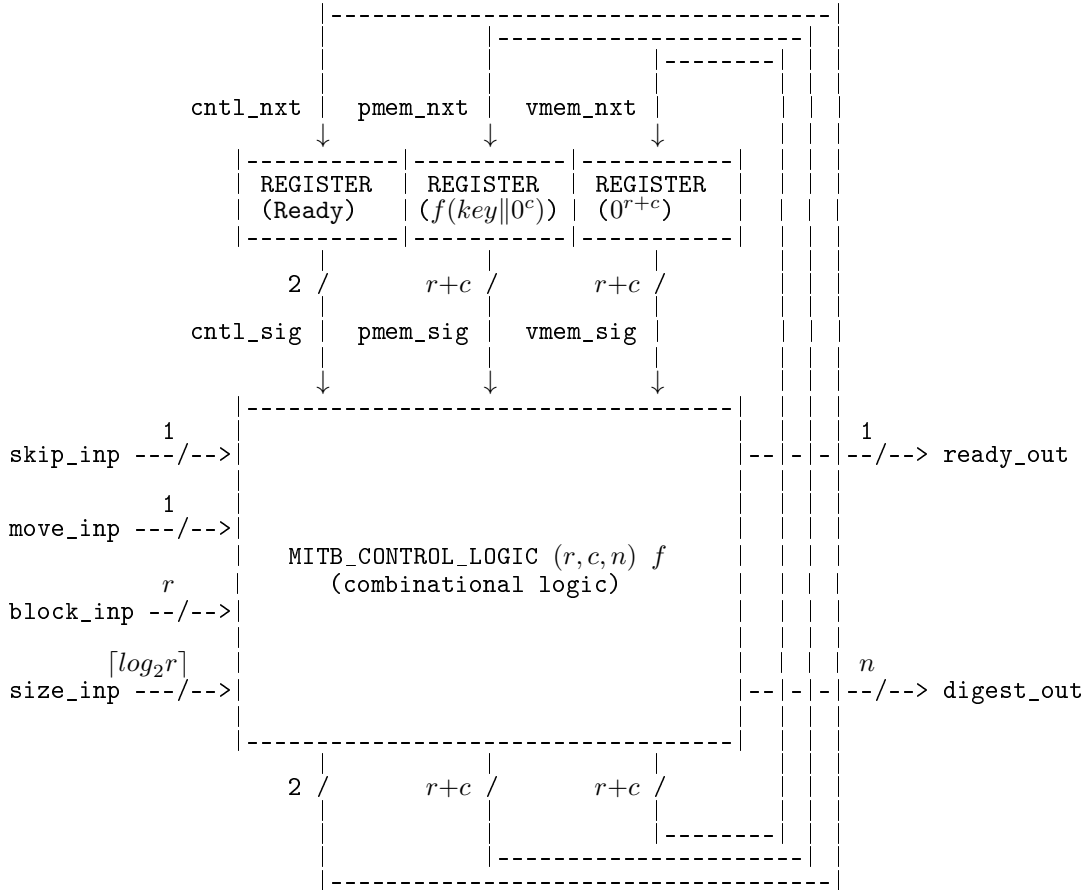 cntl_nxt pmem_nxt vmem_nxt
REGISTER REGISTER REGISTER
(Ready) (f(key‖0^c)) (0^{r+c})
2 / r+c / r+c /
cntl_sig pmem_sig vmem_sig
1 1
skip_inp ---/--> ready_out
1
move_inp ---/-->
MITB_CONTROL_LOGIC (r, c, n) f
(combinational logic)
r
block_inp --/-->
⌈log₂r⌉ n
size_inp ---/--> digest_out
2 / r+c / r+c /